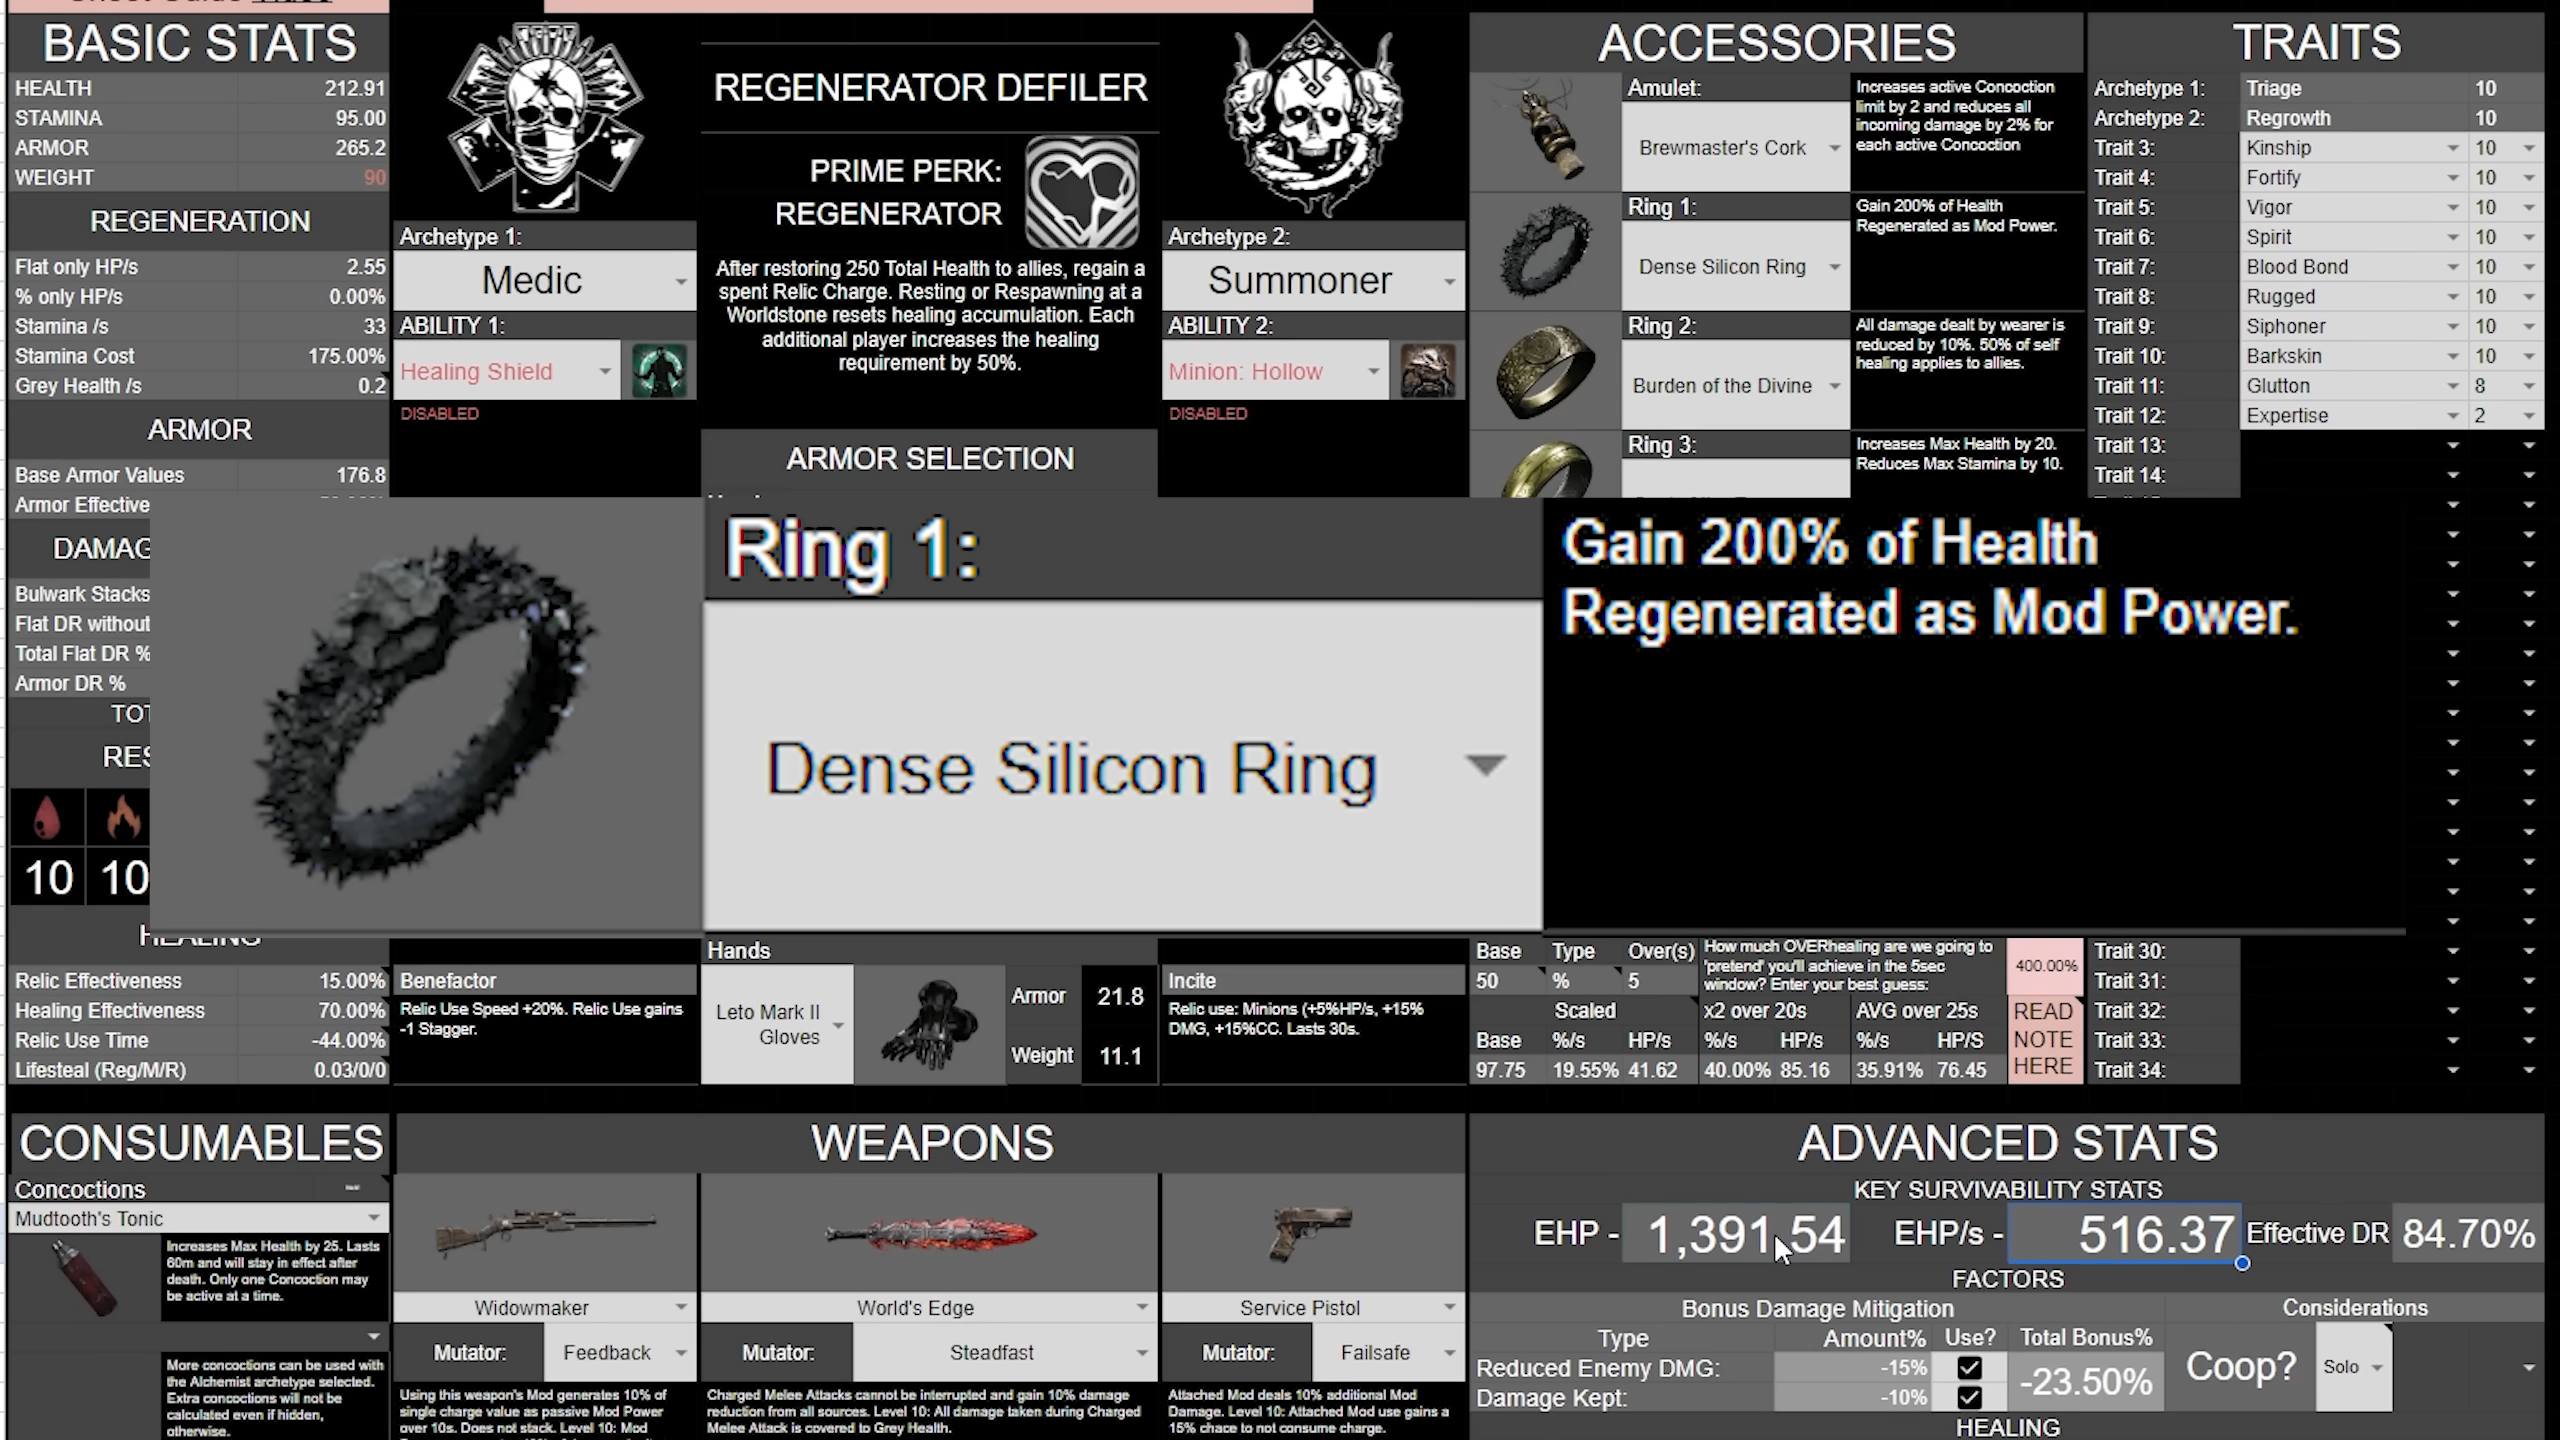 BASIC STATS
HEALTH 212.91
STAMINA 95.00
ARMOR 265.2
WEIGHT 90
REGENERATION
Flat only HP/s 2.55
% only HP/s 0.00%
Stamina /s 33
Stamina Cost 175.00%
Grey Health /s 0.2
ARMOR
Base Armor Values 176.8
Armor Effective
Bulwark Stacks
Flat DR without
Total Flat DR %
Armor DR %
10 10
HEALING
Relic Effectiveness 15.00%
Healing Effectiveness 70.00%
Relic Use Time -44.00%
Lifesteal (Reg/M/R) 0.03/0/0
Archetype 1:
Medic
ABILITY 1:
Healing Shield
DISABLED
REGENERATOR DEFILER
PRIME PERK:
REGENERATOR
After restoring 250 Total Health to allies, regain a
spent Relic Charge. Resting or Respawning at a
Worldstone resets healing accumulation. Each
additional player increases the healing
requirement by 50%.
ARMOR SELECTION
Archetype 2:
Summoner
ABILITY 2:
Minion: Hollow
DISABLED
ACCESSORIES
Amulet:
Brewmaster's Cork
Increases active Concoction
limit by 2 and reduces all
incoming damage by 2% for
each active Concoction
Ring 1:
Dense Silicon Ring
Gain 200% of Health
Regenerated as Mod Power.
Ring 2:
Burden of the Divine
All damage dealt by wearer is
reduced by 10%. 50% of self
healing applies to allies.
Ring 3:
Increases Max Health by 20.
Reduces Max Stamina by 10.
TRAITS
Archetype 1: Triage 10
Archetype 2: Regrowth 10
Trait 3: Kinship 10
Trait 4: Fortify 10
Trait 5: Vigor 10
Trait 6: Spirit 10
Trait 7: Blood Bond 10
Trait 8: Rugged 10
Trait 9: Siphoner 10
Trait 10: Barkskin 10
Trait 11: Glutton 8
Trait 12: Expertise 2
Trait 13:
Trait 14:
Ring 1:
Dense Silicon Ring
Gain 200% of Health
Regenerated as Mod Power.
Benefactor
Relic Use Speed +20%. Relic Use gains
-1 Stagger.
Hands
Leto Mark II
Gloves
Armor 21.8
Weight 11.1
Incite
Relic use: Minions (+5%HP/s, +15%
DMG, +15%CC. Lasts 30s.
Base Type Over(s)
50 % 5
How much OVERhealing are we going to
'pretend' you'll achieve in the 5sec
window? Enter your best guess:
400.00%
Scaled x2 over 20s AVG over 25s
Base %/s HP/s %/s HP/s %/s HP/S
97.75 19.55% 41.62 40.00% 85.16 35.91% 76.45
READ
NOTE
HERE
Trait 30:
Trait 31:
Trait 32:
Trait 33:
Trait 34:
CONSUMABLES
Concoctions
Mudtooth's Tonic
Increases Max Health by 25. Lasts
60m and will stay in effect after
death. Only one Concoction may
be active at a time.
More concoctions can be used with
the Alchemist archetype selected.
Extra concoctions will not be
calculated even if hidden,
otherwise.
WEAPONS
Widowmaker
Mutator: Feedback
Using this weapon's Mod generates 10% of
single charge value as passive Mod Power
over 10s. Does not stack. Level 10: Mod
World's Edge
Mutator: Steadfast
Charged Melee Attacks cannot be interrupted and gain 10% damage
reduction from all sources. Level 10: All damage taken during Charged
Melee Attack is covered to Grey Health.
Service Pistol
Mutator: Failsafe
Attached Mod deals 10% additional Mod
Damage. Level 10: Attached Mod use gains a
15% chace to not consume charge.
ADVANCED STATS
KEY SURVIVABILITY STATS
EHP - 1,391.54 EHP/s - 516.37 Effective DR 84.70%
FACTORS
Bonus Damage Mitigation
Type Amount% Use? Total Bonus%
Reduced Enemy DMG: -15%
Damage Kept: -10%
-23.50%
Considerations
Coop? Solo
HEALING